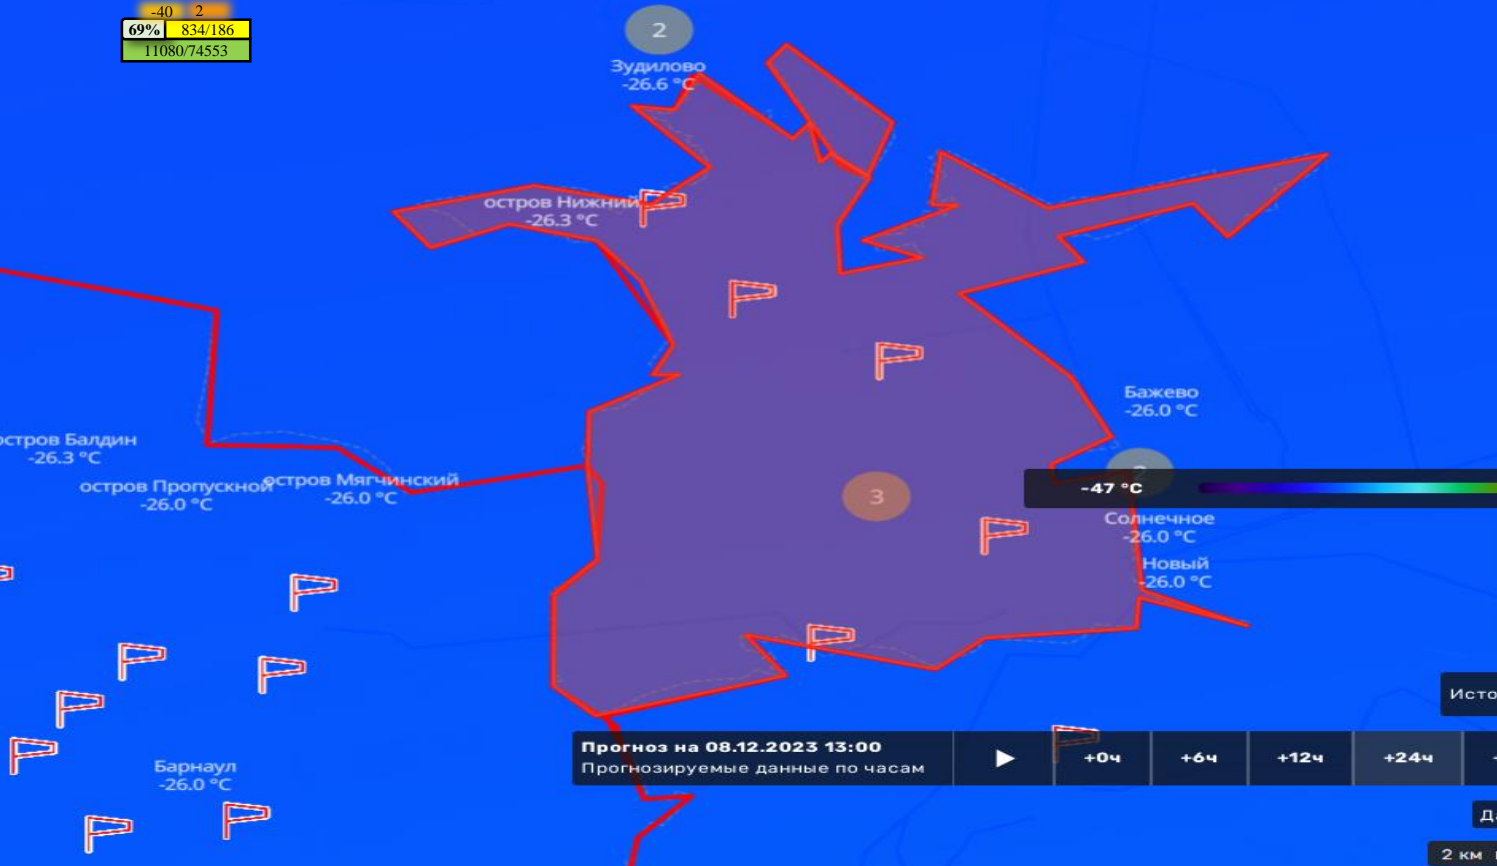 -40 2
69% 834/186
11080/74553
2
Зудилово
-26.6 °C
остров Нижний
-26.3 °C
Бажево
-26.0 °C
остров Балдин
-26.3 °C
остров Пропускной
-26.0 °C
остров Мягчинский
-26.0 °C
3
2
-47 °C
Солнечное
-26.0 °C
Новый
-26.0 °C
Исто
Прогноз на 08.12.2023 13:00
Прогнозируемые данные по часам
+0ч +6ч +12ч +24ч
Барнаул
-26.0 °C
Да
2 км